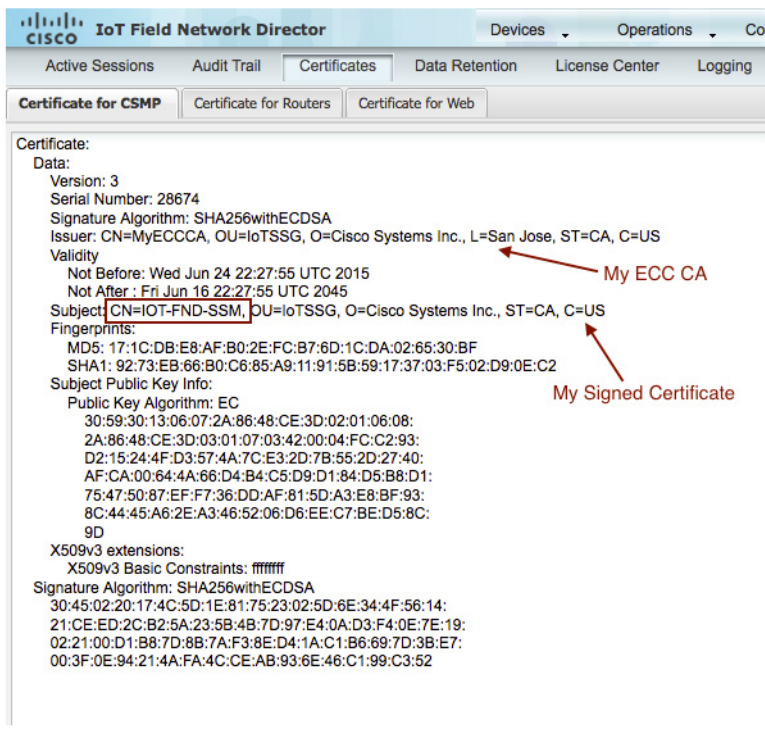 CISCO IoT Field Network Director Devices Operations Co
Active Sessions Audit Trail Certificates Data Retention License Center Logging
Certificate for CSMP Certificate for Routers Certificate for Web
Certificate:
Data:
Version: 3
Serial Number: 28674
Signature Algorithm: SHA256withECDSA
Issuer: CN=MyECCCA, OU=IoTSSG, O=Cisco Systems Inc., L=San Jose, ST=CA, C=US
Validity
Not Before: Wed Jun 24 22:27:55 UTC 2015
My ECC CA
Not After : Fri Jun 16 22:27:55 UTC 2045
Subject: CN=IOT-FND-SSM, OU=IoTSSG, O=Cisco Systems Inc., ST=CA, C=US
Fingerprints:
MD5: 17:1C:DB:E8:AF:B0:2E:FC:B7:6D:1C:DA:02:65:30:BF
SHA1: 92:73:EB:66:B0:C6:85:A9:11:91:5B:59:17:37:03:F5:02:D9:0E:C2
Subject Public Key Info:
My Signed Certificate
Public Key Algorithm: EC
30:59:30:13:06:07:2A:86:48:CE:3D:02:01:06:08:
2A:86:48:CE:3D:03:01:07:03:42:00:04:FC:C2:93:
D2:15:24:4F:D3:57:4A:7C:E3:2D:7B:55:2D:27:40:
AF:CA:00:64:4A:66:D4:B4:C5:D9:D1:84:D5:B8:D1:
75:47:50:87:EF:F7:36:DD:AF:81:5D:A3:E8:BF:93:
8C:44:45:A6:2E:A3:46:52:06:D6:EE:C7:BE:D5:8C:
9D
X509v3 extensions:
X509v3 Basic Constraints: ffffffff
Signature Algorithm: SHA256withECDSA
30:45:02:20:17:4C:5D:1E:81:75:23:02:5D:6E:34:4F:56:14:
21:CE:ED:2C:B2:5A:23:5B:4B:7D:97:E4:0A:D3:F4:0E:7E:19:
02:21:00:D1:B8:7D:8B:7A:F3:8E:D4:1A:C1:B6:69:7D:3B:E7:
00:3F:0E:94:21:4A:FA:4C:CE:AB:93:6E:46:C1:99:C3:52